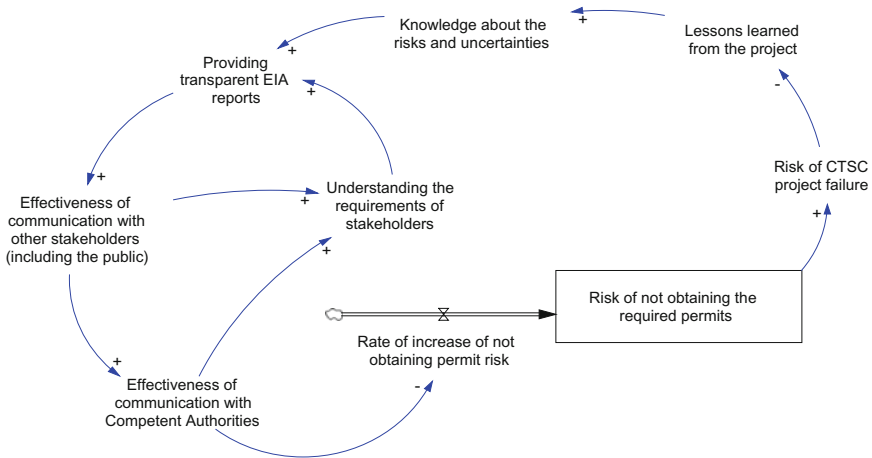 Knowledge about the
risks and uncertainties
+
Lessons learned
from the project
+
Providing
transparent EIA
reports
+
-
+
Risk of CTSC
project failure
+
Effectiveness of
communication with
other stakeholders
(including the public)
+
Understanding the
requirements of
stakeholders
+
+
Risk of not obtaining the
required permits
Rate of increase of not
obtaining permit risk
+
-
Effectiveness of
communication with
Competent Authorities